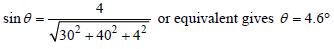 sin θ = 4 / √(30² + 40² + 4²) or equivalent gives θ = 4.6°